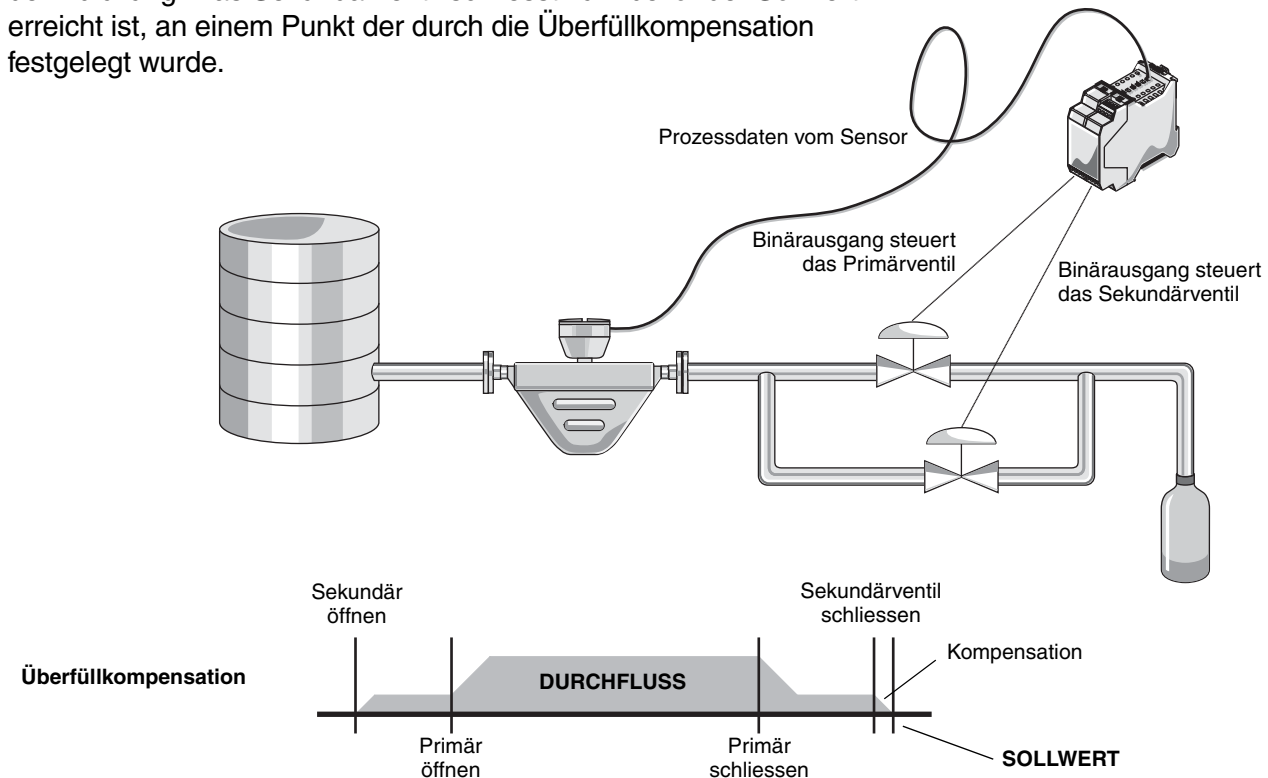 erreicht ist, an einem Punkt der durch die Überfüllkompensation
festgelegt wurde.
Prozessdaten vom Sensor
Binärausgang steuert
das Primärventil
Binärausgang steuert
das Sekundärventil
Sekundär
öffnen
Sekundärventil
schliessen
Kompensation
Überfüllkompensation
DURCHFLUSS
Primär
öffnen
Primär
schliessen
SOLLWERT